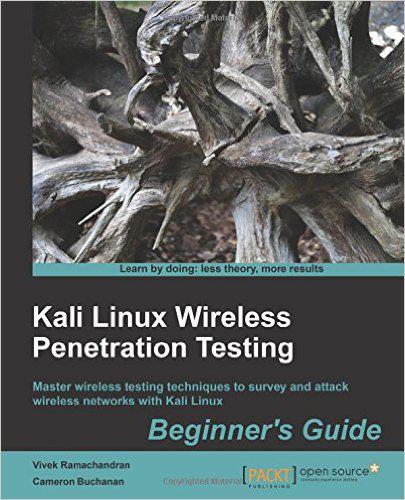 Learn by doing: less theory, more results
Kali Linux Wireless
Penetration Testing
Master wireless testing techniques to survey and attack
wireless networks with Kali Linux
Beginner's Guide
Vivek Ramachandran
Cameron Buchanan
[PACKT]
PUBLISHING
open source*